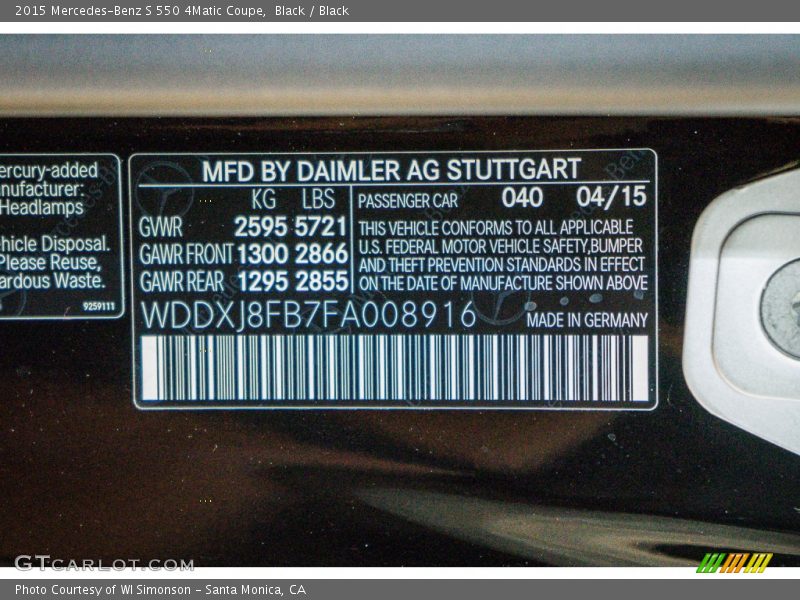 2015 Mercedes-Benz S 550 4Matic Coupe, Black / Black
ercury-added
nufacturer:
Headlamps
hicle Disposal.
Please Reuse,
ardous Waste.
9259111
MFD BY DAIMLER AG STUTTGART
KG LBS
GWR 2595 5721
GAWR FRONT 1300 2866
GAWR REAR 1295 2855
PASSENGER CAR 040 04/15
THIS VEHICLE CONFORMS TO ALL APPLICABLE
U.S. FEDERAL MOTOR VEHICLE SAFETY,BUMPER
AND THEFT PREVENTION STANDARDS IN EFFECT
ON THE DATE OF MANUFACTURE SHOWN ABOVE
WDDXJ8FB7FA008916
MADE IN GERMANY
GTcarlot.com
Photo Courtesy of WI Simonson - Santa Monica, CA